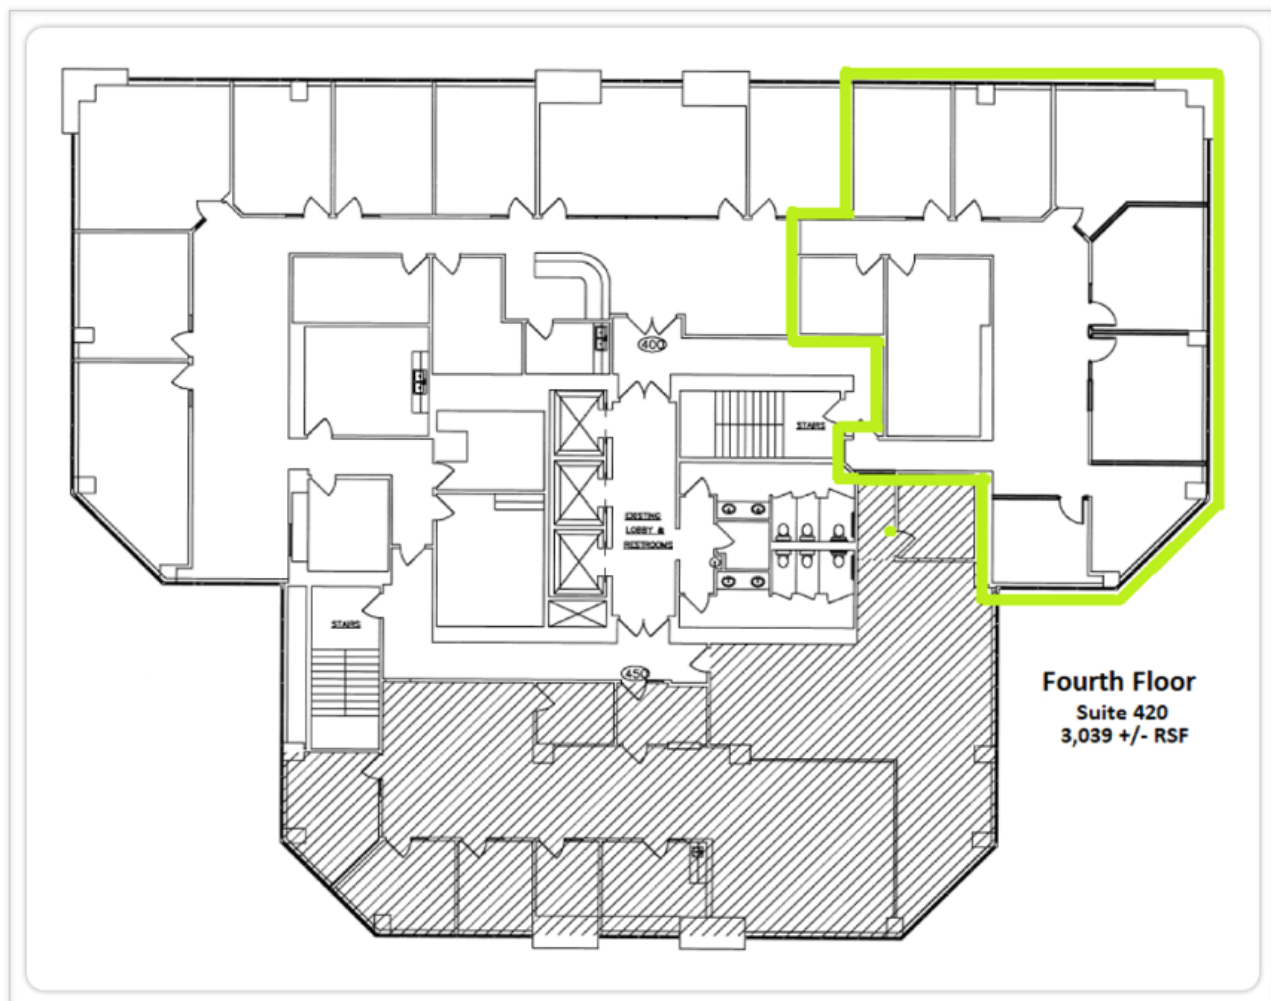 400
STAIRS
EXISTING
LOBBY &
RESTROOMS
STAIRS
450
Fourth Floor
Suite 420
3,039 +/- RSF